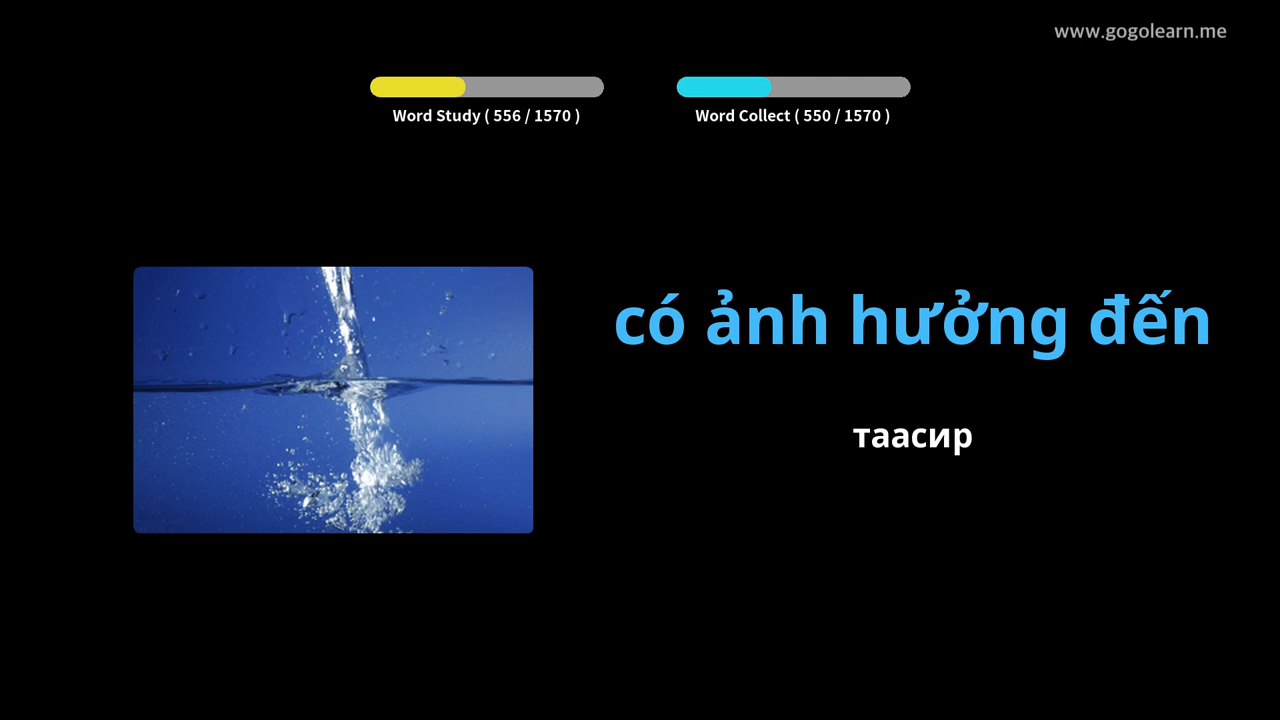 www.gogolearn.me
Word Study ( 556 / 1570 )
Word Collect ( 550 / 1570 )
có ảnh hưởng đến
таасир